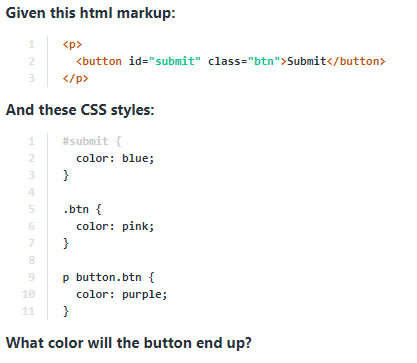 Given this html markup:
1 <p>
2 <button id="submit" class="btn">Submit</button>
3 </p>
And these CSS styles:
1 #submit {
2 color: blue;
3 }
4
5 .btn {
6 color: pink;
7 }
8
9 p button.btn {
10 color: purple;
11 }
What color will the button end up?